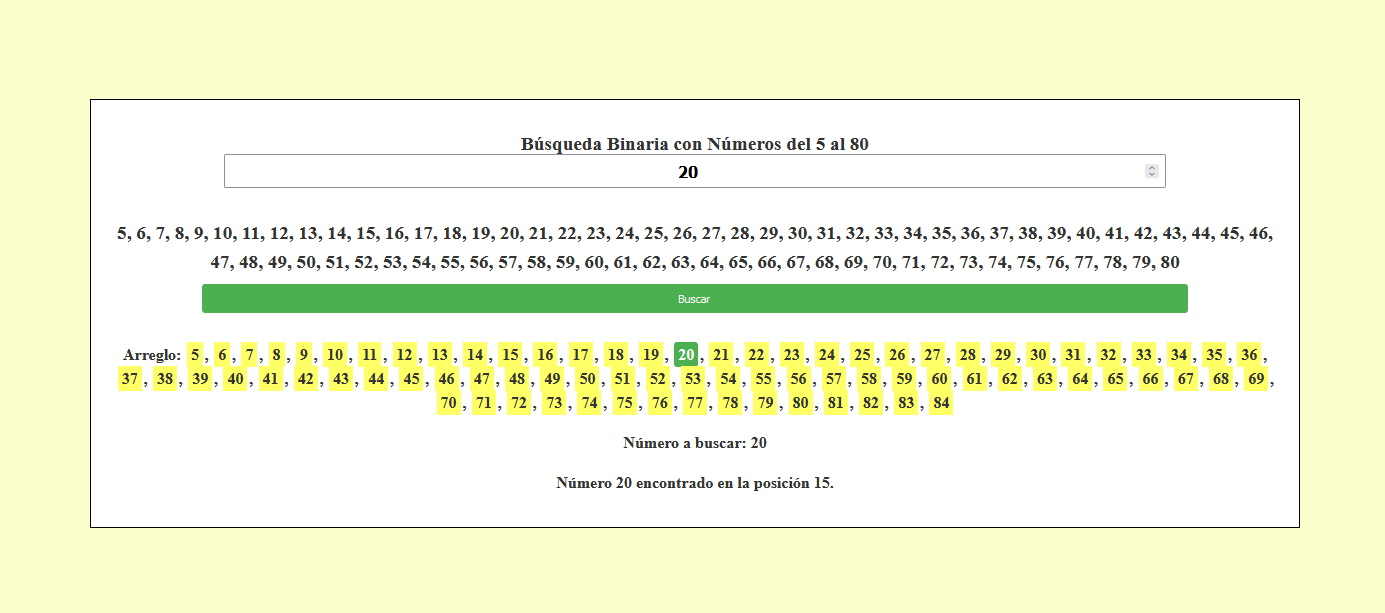 Búsqueda Binaria con Números del 5 al 80
20
5, 6, 7, 8, 9, 10, 11, 12, 13, 14, 15, 16, 17, 18, 19, 20, 21, 22, 23, 24, 25, 26, 27, 28, 29, 30, 31, 32, 33, 34, 35, 36, 37, 38, 39, 40, 41, 42, 43, 44, 45, 46,
47, 48, 49, 50, 51, 52, 53, 54, 55, 56, 57, 58, 59, 60, 61, 62, 63, 64, 65, 66, 67, 68, 69, 70, 71, 72, 73, 74, 75, 76, 77, 78, 79, 80
Buscar
Arreglo: 5 , 6 , 7 , 8 , 9 , 10 , 11 , 12 , 13 , 14 , 15 , 16 , 17 , 18 , 19 , 20 , 21 , 22 , 23 , 24 , 25 , 26 , 27 , 28 , 29 , 30 , 31 , 32 , 33 , 34 , 35 , 36 ,
37 , 38 , 39 , 40 , 41 , 42 , 43 , 44 , 45 , 46 , 47 , 48 , 49 , 50 , 51 , 52 , 53 , 54 , 55 , 56 , 57 , 58 , 59 , 60 , 61 , 62 , 63 , 64 , 65 , 66 , 67 , 68 , 69 ,
70 , 71 , 72 , 73 , 74 , 75 , 76 , 77 , 78 , 79 , 80 , 81 , 82 , 83 , 84
Número a buscar: 20
Número 20 encontrado en la posición 15.